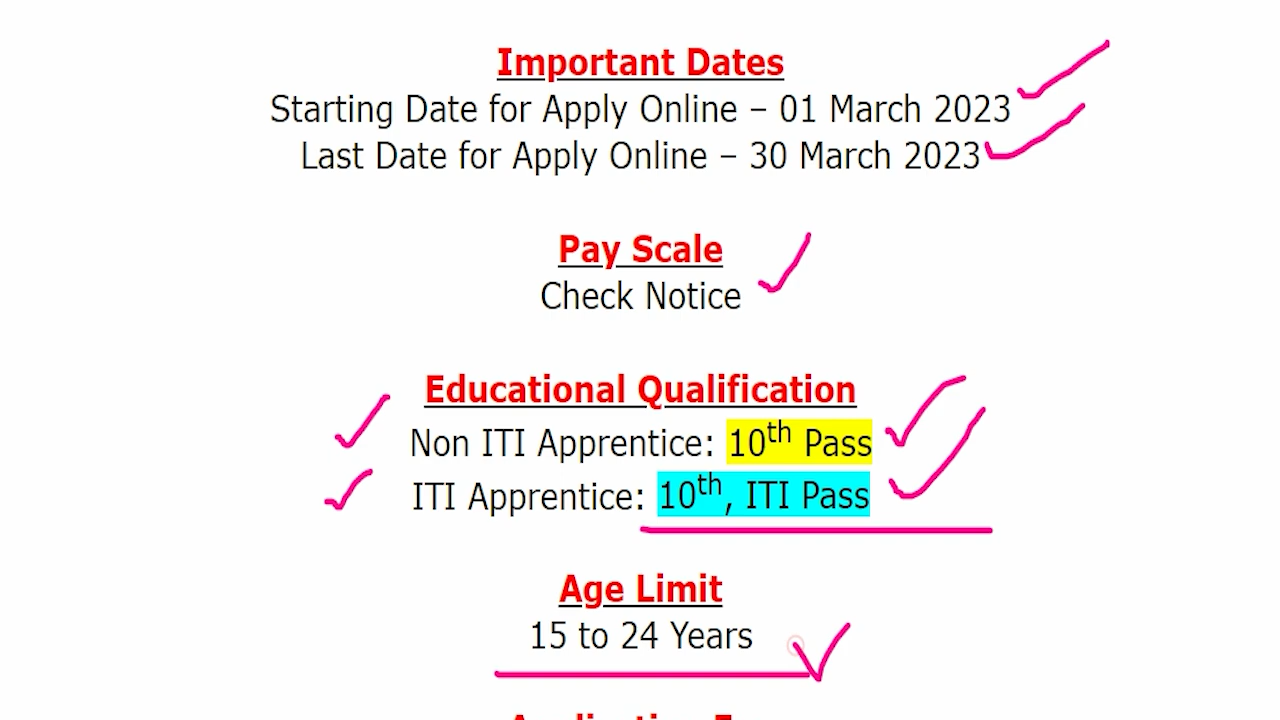 Important Dates
Starting Date for Apply Online – 01 March 2023
Last Date for Apply Online – 30 March 2023
Pay Scale
Check Notice
Educational Qualification
Non ITI Apprentice: 10th Pass
ITI Apprentice: 10th, ITI Pass
Age Limit
15 to 24 Years